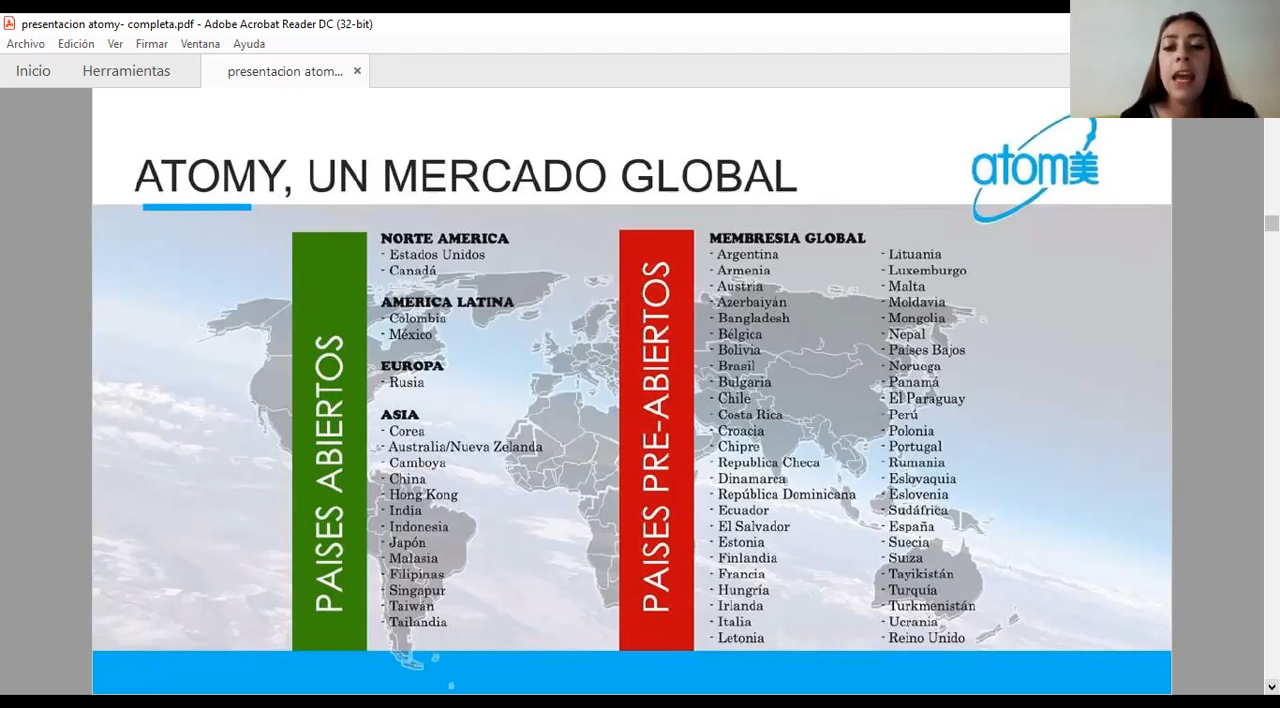 presentacion atomy- completa.pdf - Adobe Acrobat Reader DC (32-bit)
Archivo Edición Ver Firmar Ventana Ayuda
Inicio Herramientas presentacion atom... ×
ATOMY, UN MERCADO GLOBAL
atom美
PAISES ABIERTOS
NORTE AMERICA
- Estados Unidos
- Canadá
AMERICA LATINA
- Colombia
- México
EUROPA
- Rusia
ASIA
- Corea
- Australia/Nueva Zelanda
- Camboya
- China
- Hong Kong
- India
- Indonesia
- Japón
- Malasia
- Filipinas
- Singapur
- Taiwán
- Tailandia
PAISES PRE-ABIERTOS
MEMBRESIA GLOBAL
- Argentina
- Armenia
- Austria
- Azerbaiyán
- Bangladesh
- Bélgica
- Bolivia
- Brasil
- Bulgaria
- Chile
- Costa Rica
- Croacia
- Chipre
- Republica Checa
- Dinamarca
- República Dominicana
- Ecuador
- El Salvador
- Estonia
- Finlandia
- Francia
- Hungría
- Irlanda
- Italia
- Letonia
- Lituania
- Luxemburgo
- Malta
- Moldavia
- Mongolia
- Nepal
- Países Bajos
- Noruega
- Panamá
- El Paraguay
- Perú
- Polonia
- Portugal
- Rumania
- Eslovaquia
- Eslovenia
- Sudáfrica
- España
- Suecia
- Suiza
- Tayikistán
- Turquía
- Turkmenistán
- Ucrania
- Reino Unido